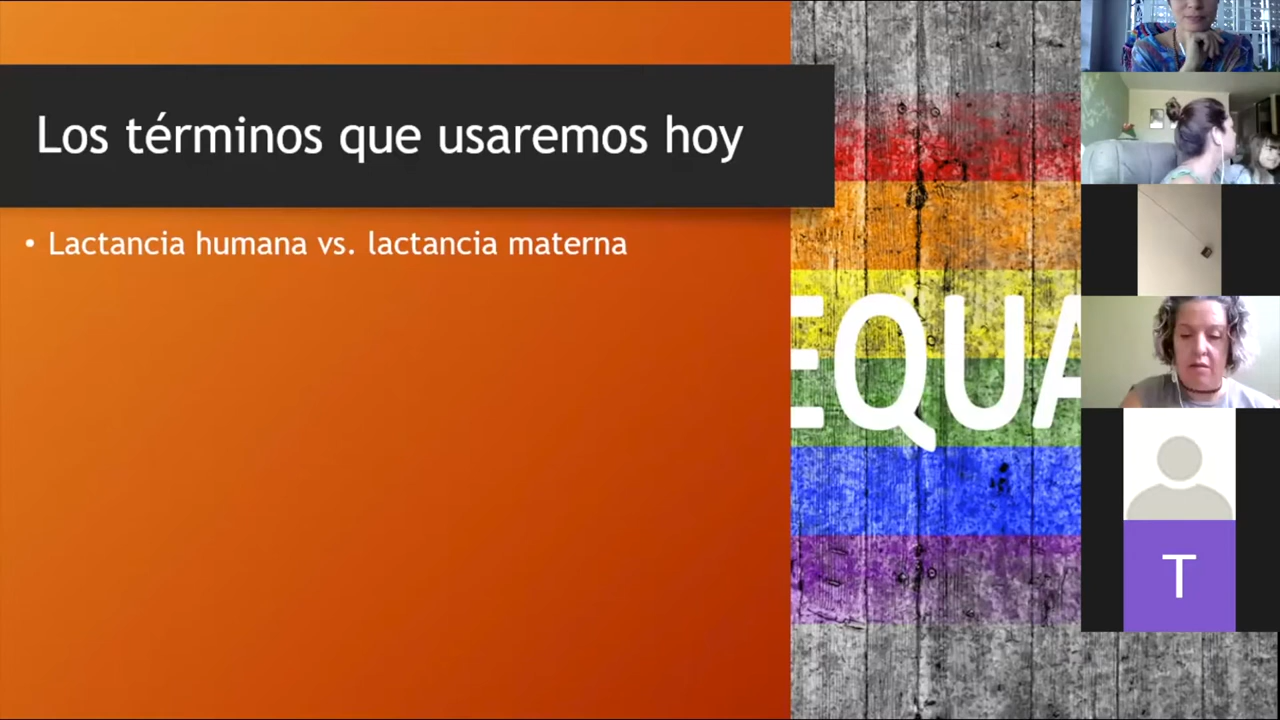 Los términos que usaremos hoy
• Lactancia humana vs. lactancia materna
EQUA
T